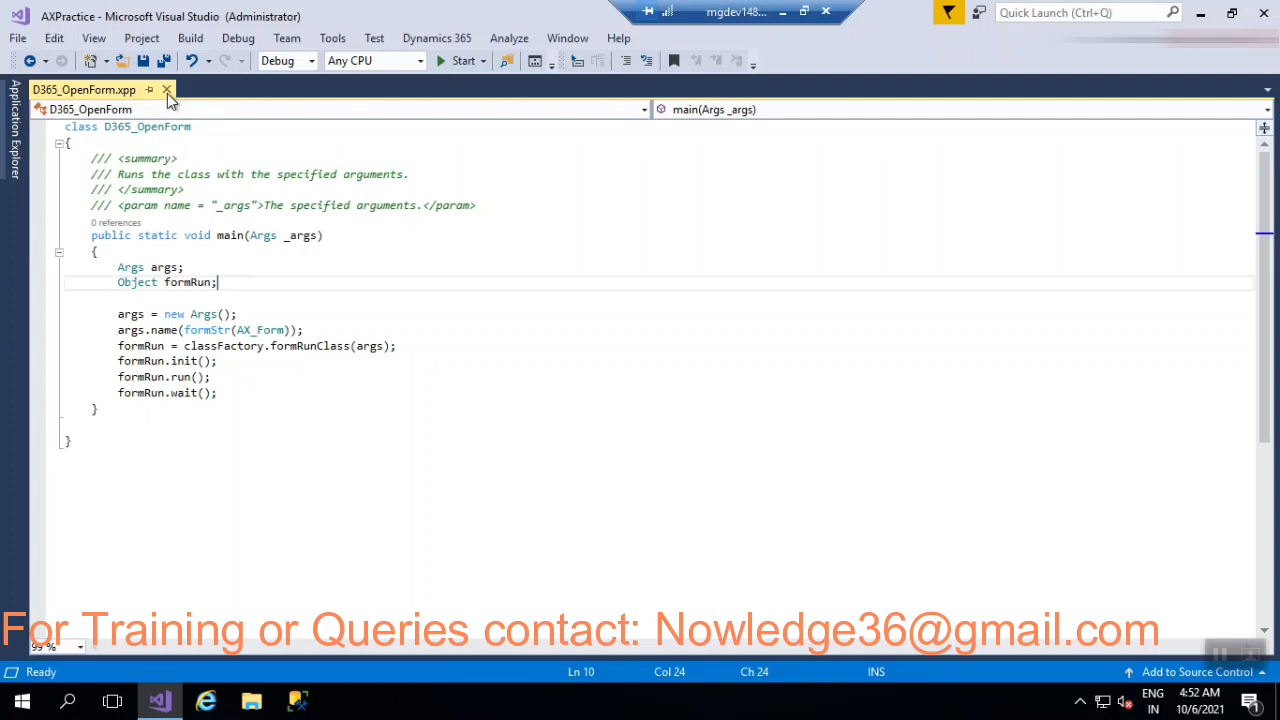 AXPractice - Microsoft Visual Studio (Administrator)
mgdev148...
Quick Launch (Ctrl+Q)
File Edit View Project Build Debug Team Tools Test Dynamics 365 Analyze Window Help
Debug Any CPU Start
Application Explorer
D365_OpenForm.xpp
D365_OpenForm main(Args _args)
class D365_OpenForm
{
/// <summary>
/// Runs the class with the specified arguments.
/// </summary>
/// <param name = "_args">The specified arguments.</param>
0 references
public static void main(Args _args)
{
Args args;
Object formRun;
args = new Args();
args.name(formStr(AX_Form));
formRun = classFactory.formRunClass(args);
formRun.init();
formRun.run();
formRun.wait();
}
}
For Training or Queries contact: Nowledge36@gmail.com
99 %
Ready Ln 10 Col 24 Ch 24 INS Add to Source Control
ENG 4:52 AM
IN 10/6/2021
1